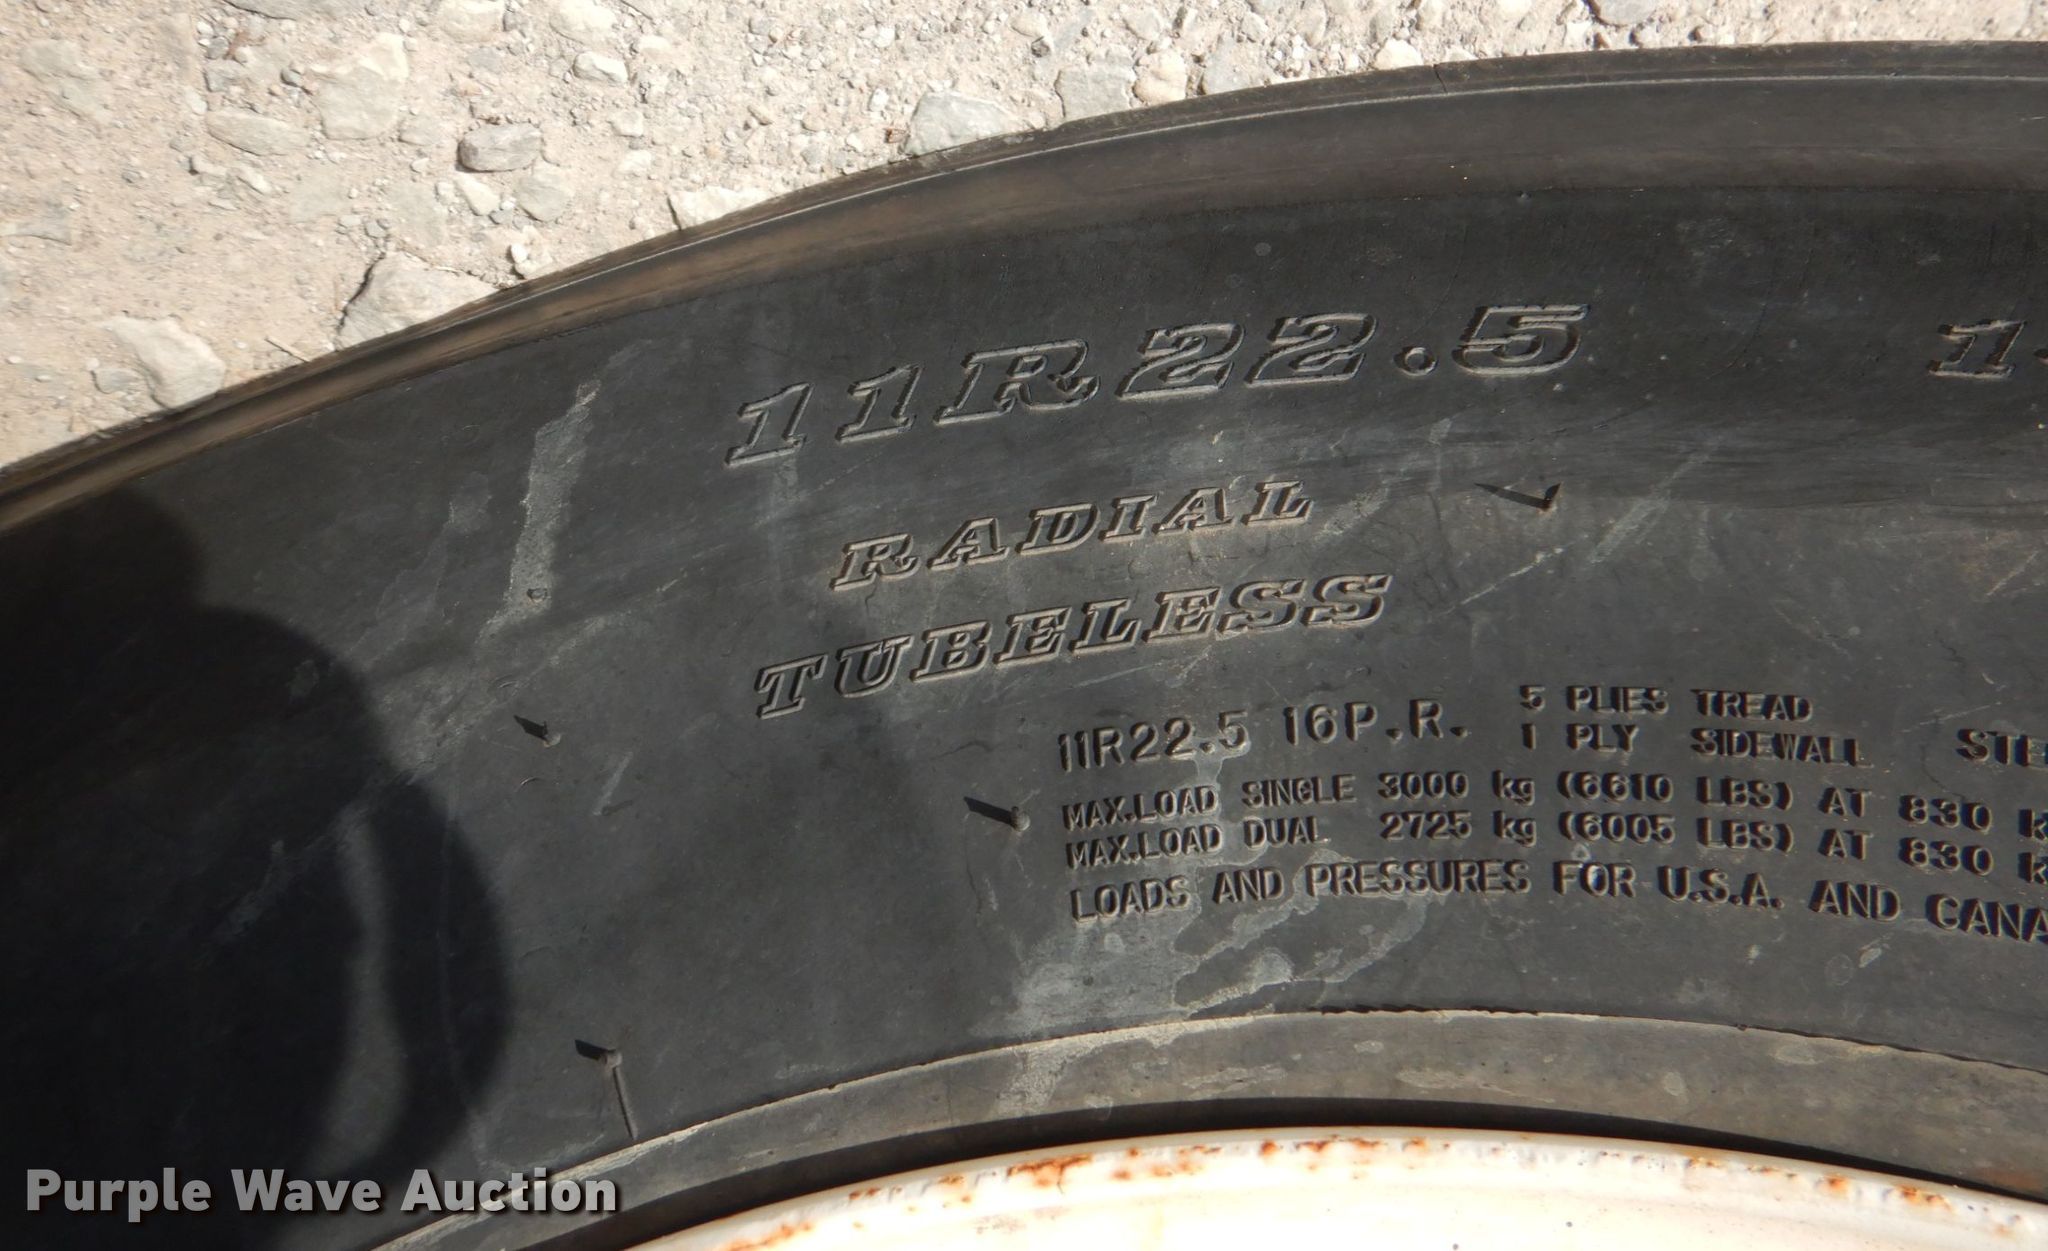 11R22.5
RADIAL
TUBELESS
11R22.5 16P.R. 5 PLIES TREAD
1 PLY SIDEWALL
MAX.LOAD SINGLE 3000 kg (6610 LBS) AT 830
MAX.LOAD DUAL 2725 kg (6005 LBS) AT 830
LOADS AND PRESSURES FOR U.S.A. AND
Purple Wave Auction